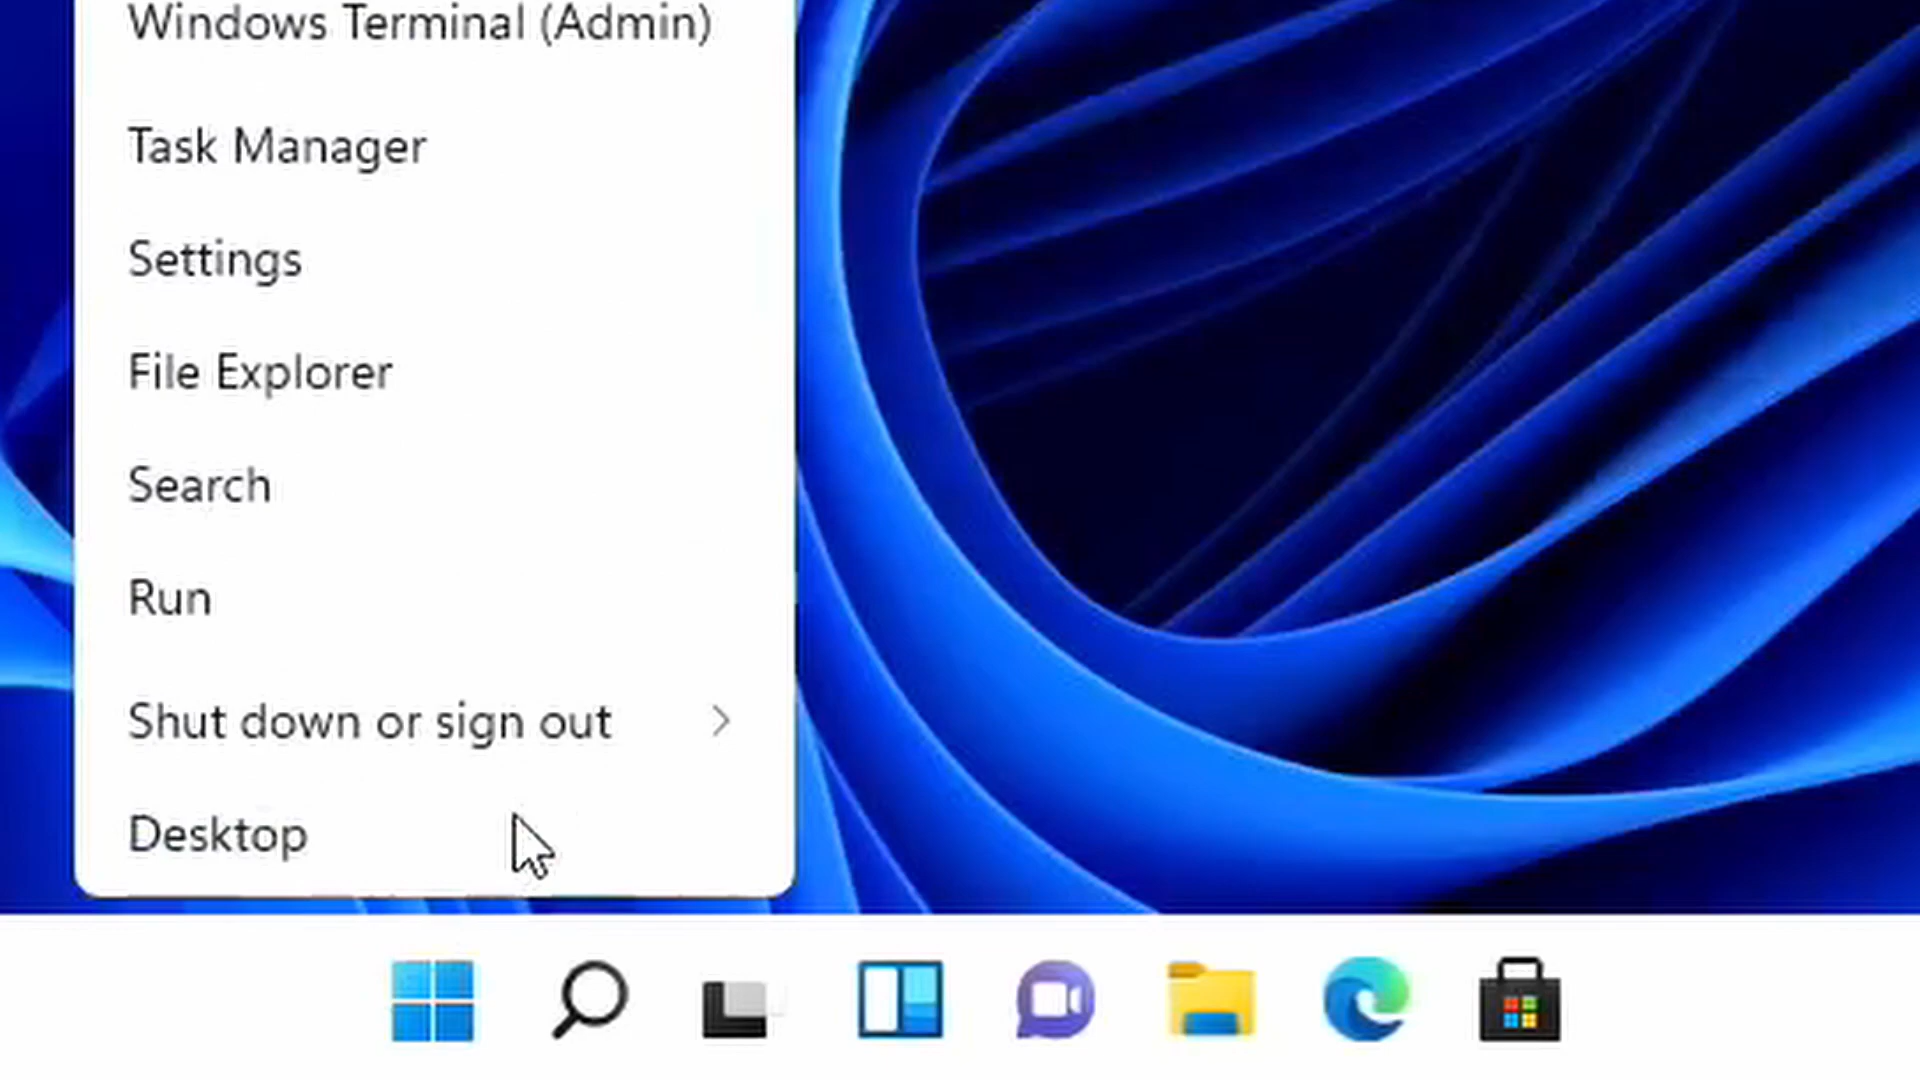 Windows Terminal (Admin)
Task Manager
Settings
File Explorer
Search
Run
Shut down or sign out
Desktop